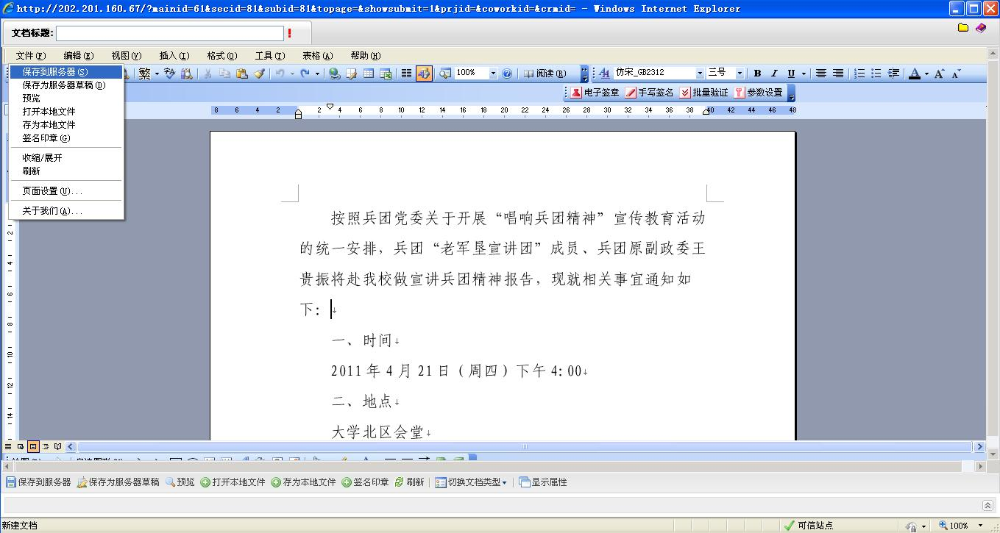 http://202.201.160.67/?mainid=61&secid=81&subid=81&topage=&showsubmit=1&prjid=&coworkid=&crmid= - Windows Internet Explorer
文档标题: !
文件(F) 编辑(E) 视图(V) 插入(I) 格式(O) 工具(T) 表格(A) 帮助(H)
保存到服务器(S)
保存为服务器草稿(D)
预览
打开本地文件
存为本地文件
签名印章(G)
收缩/展开
刷新
页面设置(U)...
关于我们(A)...
繁 100% 阅读(R) 仿宋_GB2312 三号 B I U A A A
电子签章 手写签名 批量验证 参数设置
8 6 4 2 2 4 6 8 10 12 14 16 18 20 22 24 26 28 30 32 34 36 38 40 42 44 46 48
按照兵团党委关于开展“唱响兵团精神”宣传教育活动
的统一安排，兵团“老军垦宣讲团”成员、兵团原副政委王
贵振将赴我校做宣讲兵团精神报告，现就相关事宜通知如
下：
一、时间
2011年4月21日（周四）下午4:00
二、地点
大学北区会堂
2
4
6
8
10
12
14
保存到服务器 保存为服务器草稿 预览 打开本地文件 存为本地文件 签名印章 刷新 切换文档类型 显示属性
新建文档 可信站点 100%